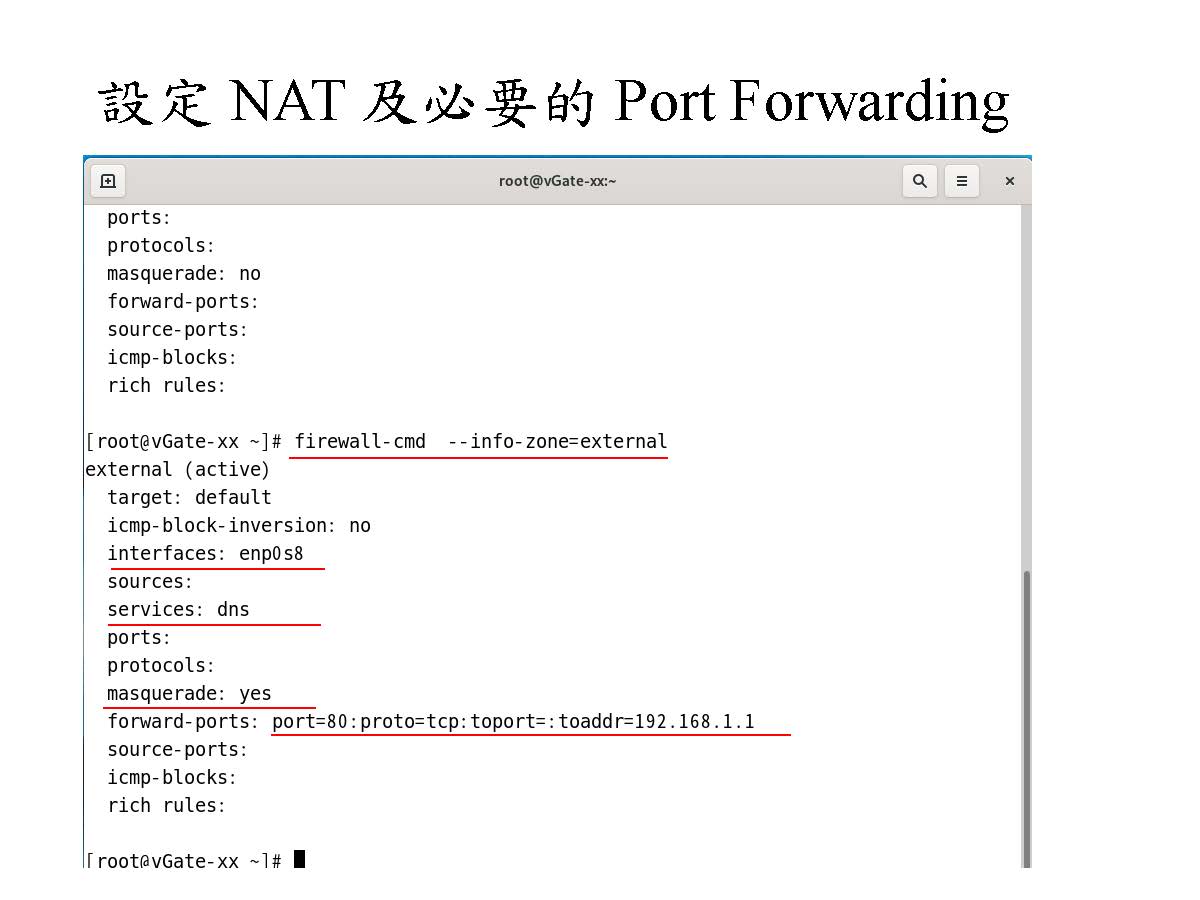 設定 NAT 及必要的 Port Forwarding
root@vGate-xx:~
ports:
protocols:
masquerade: no
forward-ports:
source-ports:
icmp-blocks:
rich rules:
[root@vGate-xx ~]# firewall-cmd  --info-zone=external
external (active)
target: default
icmp-block-inversion: no
interfaces: enp0s8
sources:
services: dns
ports:
protocols:
masquerade: yes
forward-ports: port=80:proto=tcp:toport=:toaddr=192.168.1.1
source-ports:
icmp-blocks:
rich rules:
[root@vGate-xx ~]#